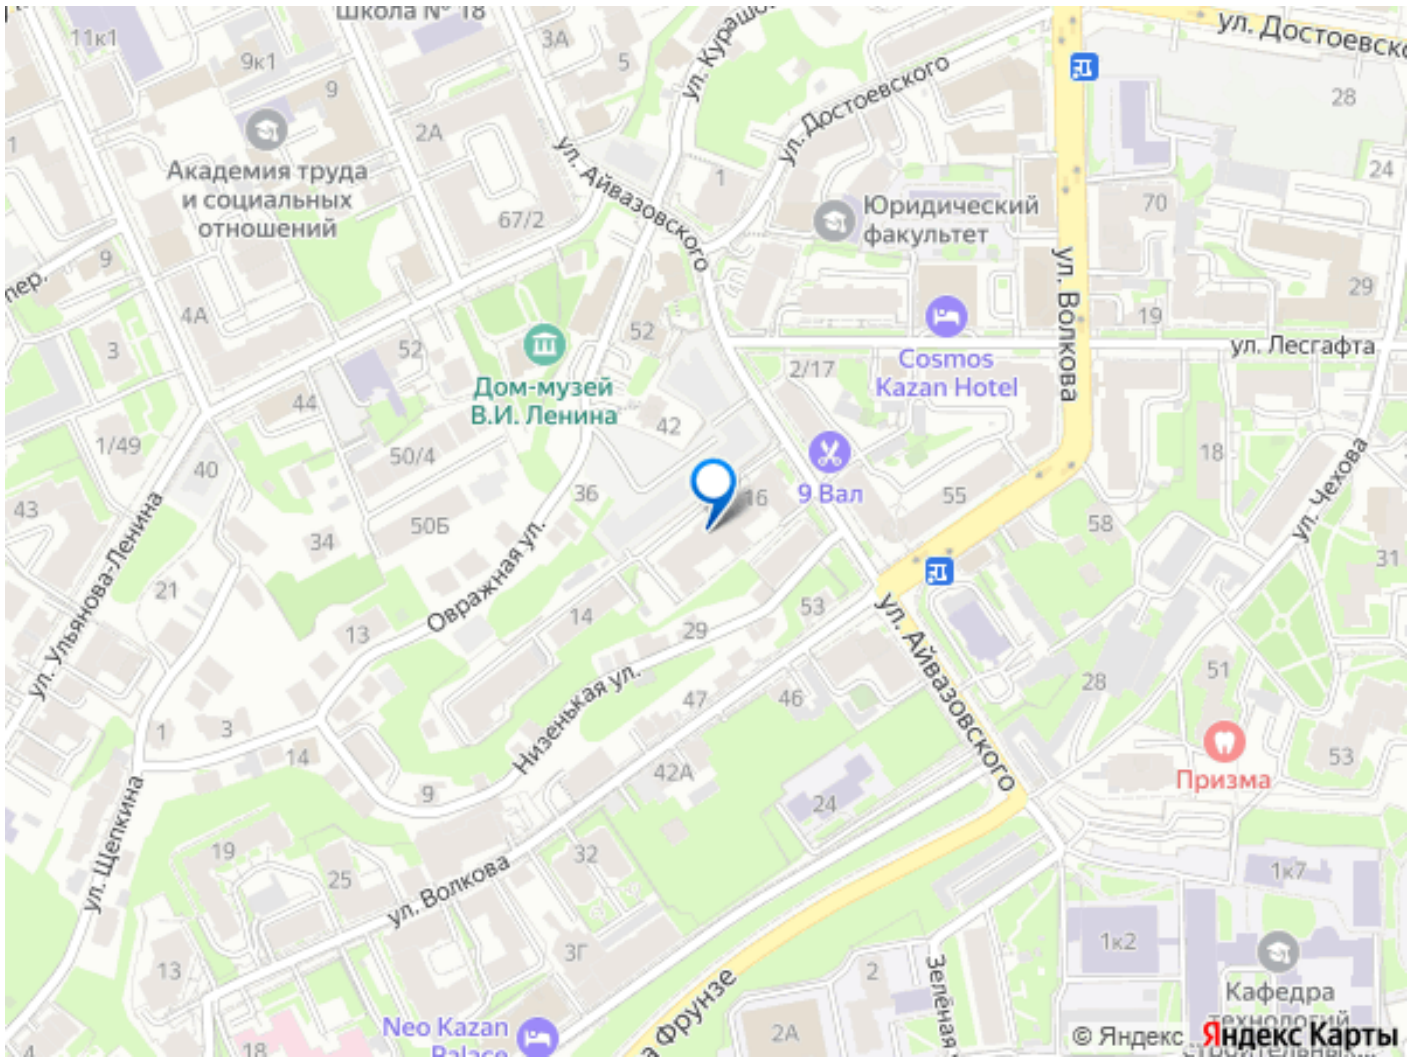 Школа № 18
11к1
3А
9к1
5
ул. Достоевско
28
9
ул. Курашо
ул. Достоевского
1
2А
24
Академия труда
и социальных
отношений
ул. Айвазовского
1
67/2
Юридический
факультет
70
9
пер.
4А
29
52
52
19
3
ул. Волкова
ул. Лесгафта
Cosmos
Kazan Hotel
2/17
Дом-музей
В.И. Ленина
44
42
1/49
40
50/4
18
9 Вал
36
16
55
43
50Б
58
ул. Чехова
34
31
21
Овражная ул.
ул. Ульянова-Ленина
14
13
29
53
ул. Айвазовского
51
28
Низенькая ул.
47
46
1
3
14
42А
53
Призма
9
24
ул. Щепкина
19
32
25
ул. Волкова
1к7
13
3Г
1к2
2
Зелёная
а Фрунзе
Кафедра
технологий
строительны...
Neo Kazan
Palace
18
2А
© Яндекс
Яндекс Карты